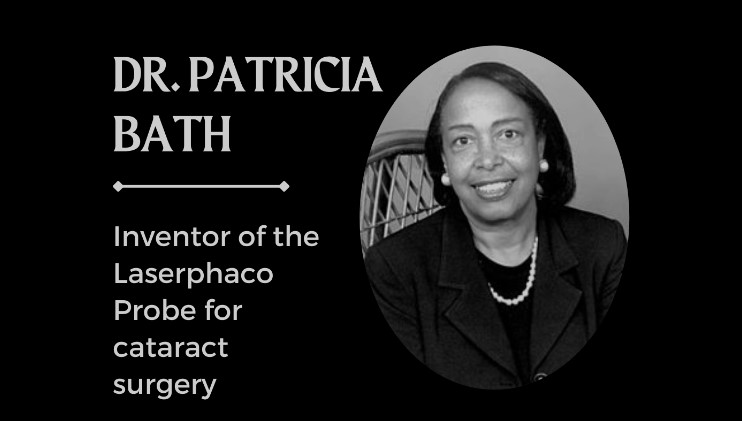 DR. PATRICIA
BATH
Inventor of the
Laserphaco
Probe for
cataract
surgery